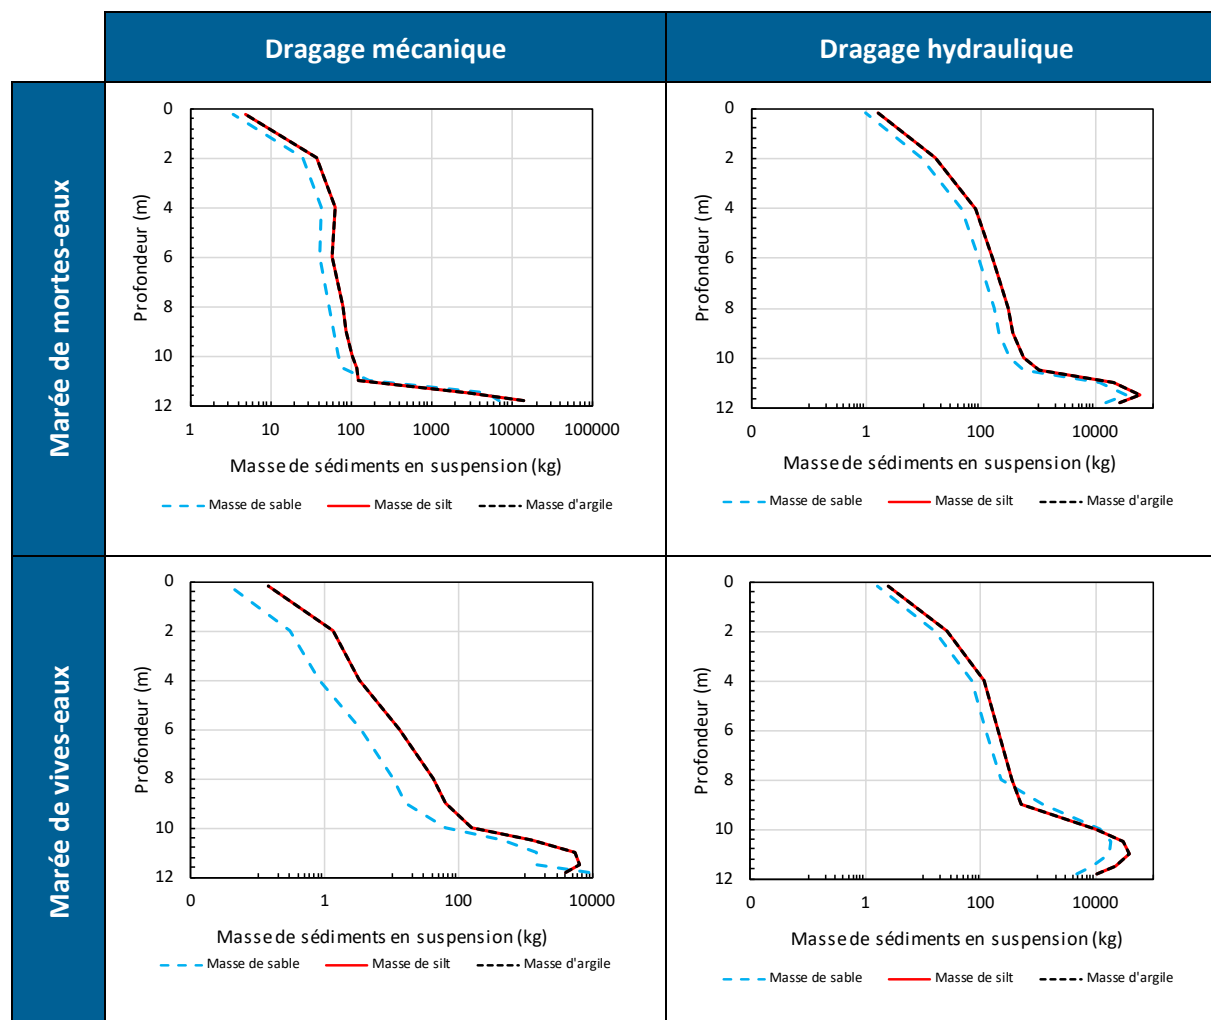 Dragage mécanique
Dragage hydraulique
Marée de mortes-eaux
0
2
4
6
8
10
12
Profondeur (m)
1 10 100 1000 10000 100000
Masse de sédiments en suspension (kg)
Masse de sable Masse de silt Masse d'argile
0
2
4
6
8
10
12
Profondeur (m)
0 1 100 10000
Masse de sédiments en suspension (kg)
Masse de sable Masse de silt Masse d'argile
Marée de vives-eaux
0
2
4
6
8
10
12
Profondeur (m)
0 1 100 10000
Masse de sédiments en suspension (kg)
Masse de sable Masse de silt Masse d'argile
0
2
4
6
8
10
12
Profondeur (m)
0 1 100 10000
Masse de sédiments en suspension (kg)
Masse de sable Masse de silt Masse d'argile